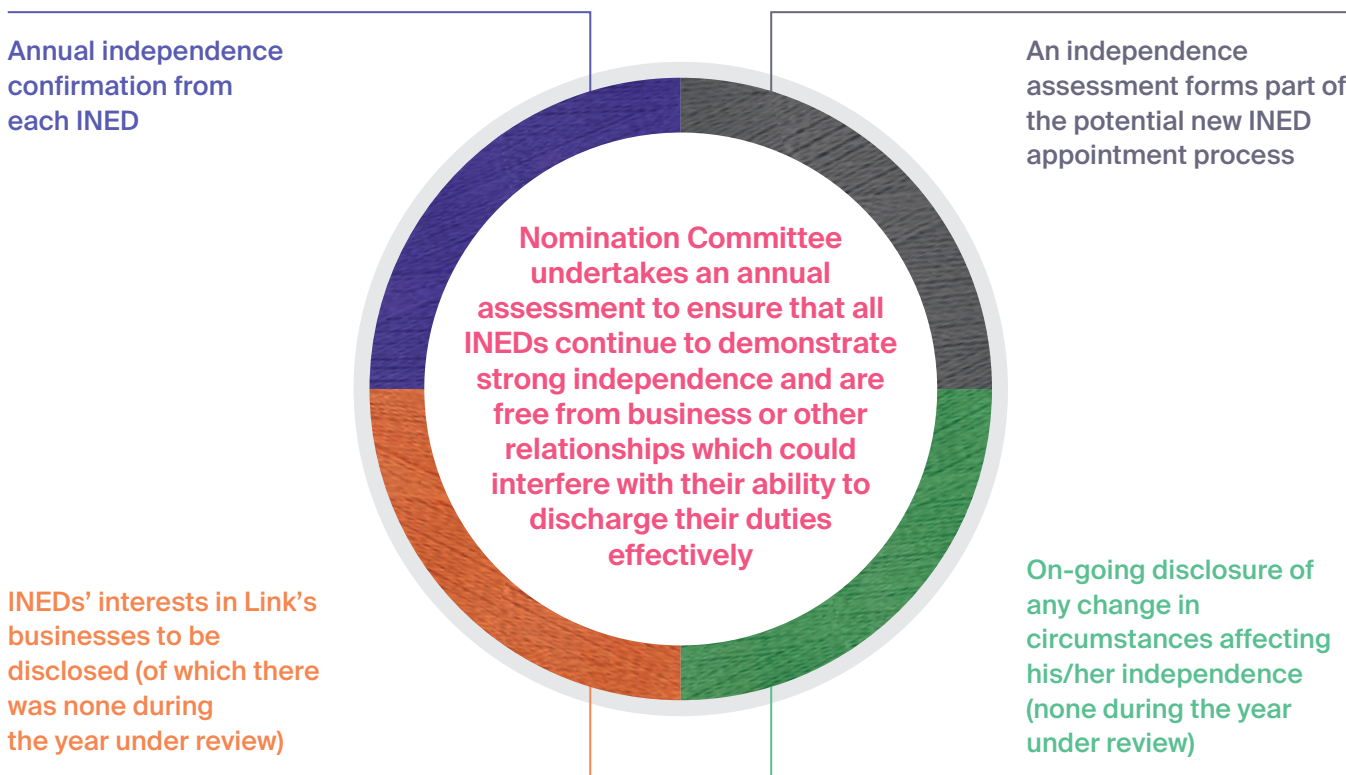 Annual independence
confirmation from
each INED
An independence
assessment forms part of
the potential new INED
appointment process
Nomination Committee
undertakes an annual
assessment to ensure that all
INEDs continue to demonstrate
strong independence and are
free from business or other
relationships which could
interfere with their ability to
discharge their duties
effectively
INEDs’ interests in Link’s
businesses to be
disclosed (of which there
was none during
the year under review)
On-going disclosure of
any change in
circumstances affecting
his/her independence
(none during the year
under review)